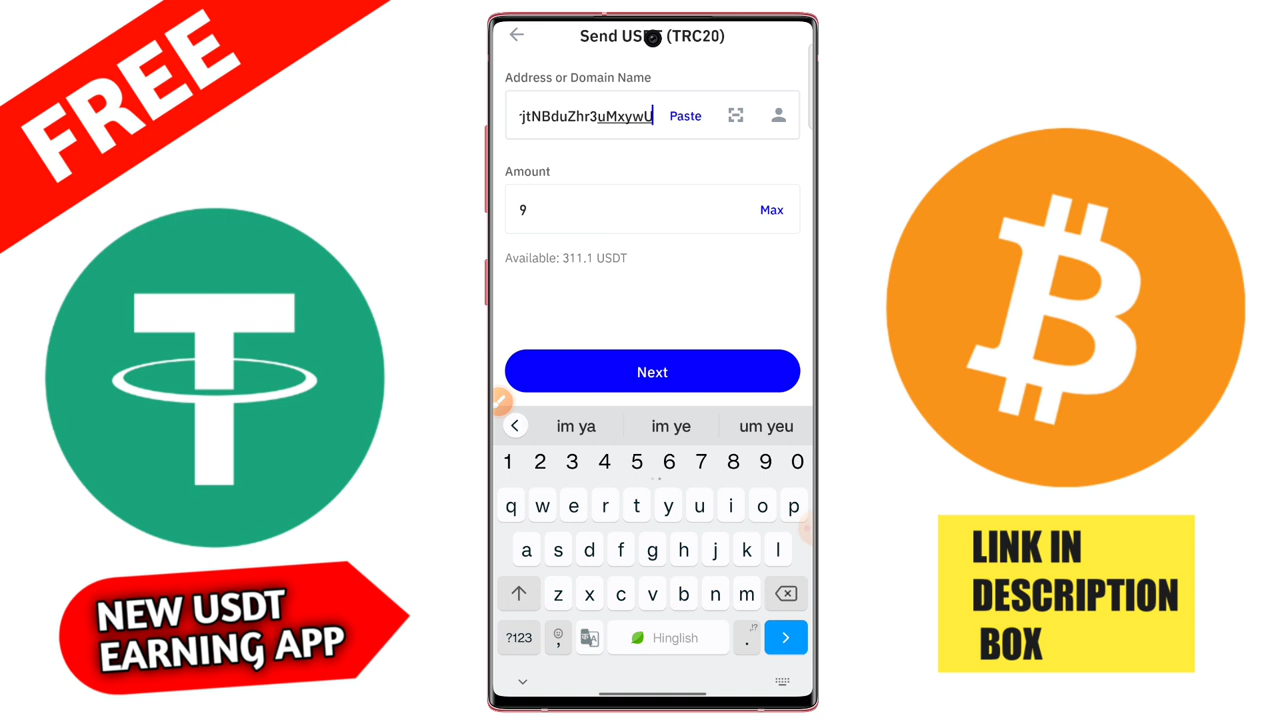 FREE
Send USDT (TRC20)
Address or Domain Name
jtNBduZhr3uMxywU
Paste
Amount
9
Max
Available: 311.1 USDT
Next
im ya
im ye
um yeu
1 2 3 4 5 6 7 8 9 0
q w e r t y u i o p
a s d f g h j k l
z x c v b n m
?123
,
Hinglish
,!?
.
NEW USDT
EARNING APP
LINK IN
DESCRIPTION
BOX